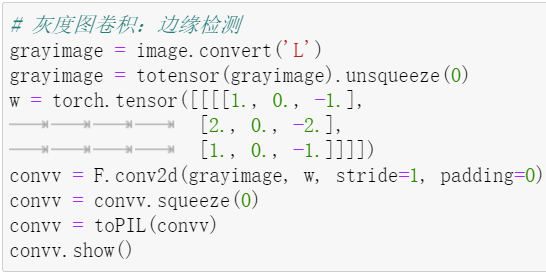 # 灰度图卷积：边缘检测
grayimage = image.convert('L')
grayimage = totensor(grayimage).unsqueeze(0)
w = torch.tensor([[[[1., 0., -1.],
[2., 0., -2.],
[1., 0., -1.]]]])
convv = F.conv2d(grayimage, w, stride=1, padding=0)
convv = convv.squeeze(0)
convv = toPIL(convv)
convv.show()